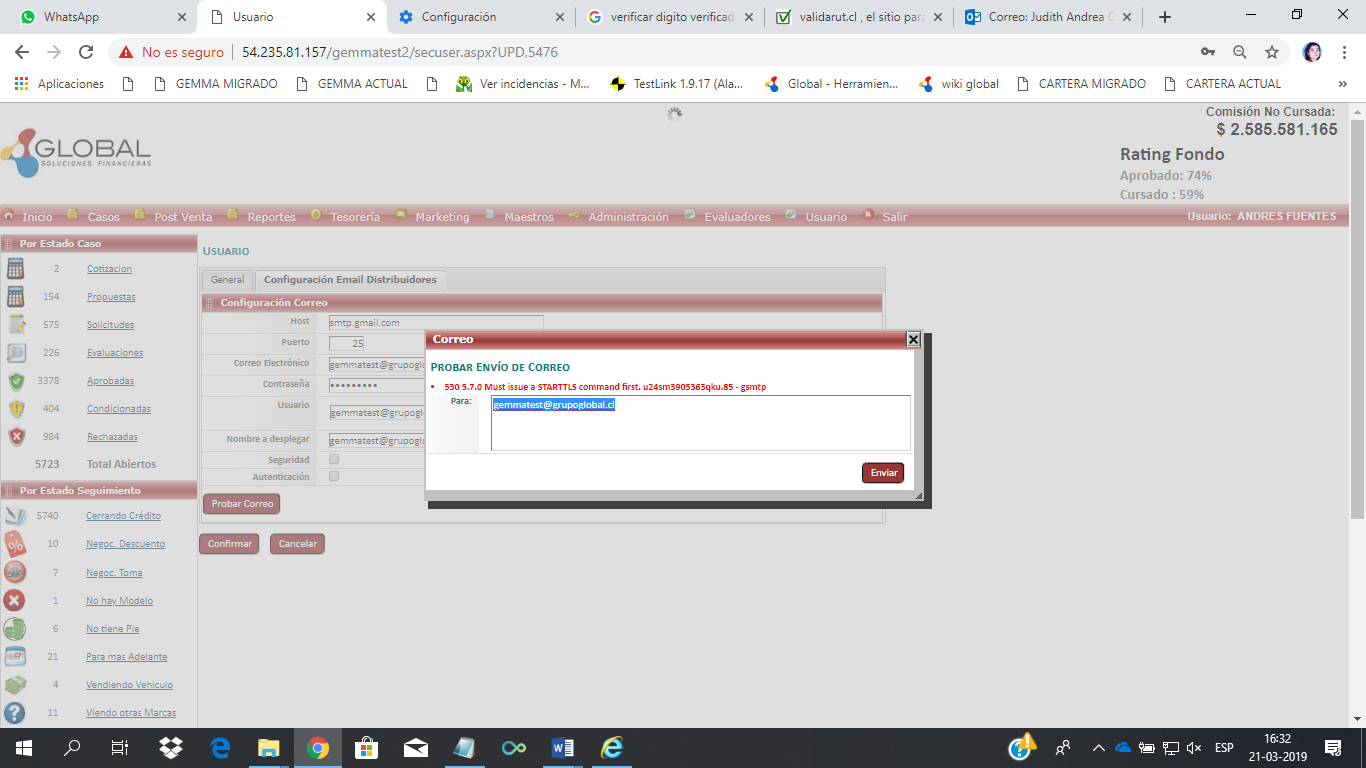 WhatsApp
Usuario
Configuración
verificar digito verificad
validarut.cl , el sitio para
Correo: Judith Andrea G
No es seguro
54.235.81.157/gemmatest2/secuser.aspx?UPD,5476
Aplicaciones
GEMMA MIGRADO
GEMMA ACTUAL
Ver incidencias - M...
TestLink 1.9.17 (Ala...
Global - Herramien...
wiki global
CARTERA MIGRADO
CARTERA ACTUAL
»
Comisión No Cursada:
$ 2.585.581.165
GLOBAL
SOLUCIONES FINANCIERAS
Rating Fondo
Aprobado: 74%
Cursado : 59%
Inicio Casos Post Venta Reportes Tesorería Marketing Maestros Administración Evaluadores Usuario Salir
Usuario: ANDRES FUENTES
Por Estado Caso
2 Cotizacion
154 Propuestas
575 Solicitudes
226 Evaluaciones
3378 Aprobadas
404 Condicionadas
984 Rechazadas
5723 Total Abiertos
Por Estado Seguimiento
5740 Cerrando Crédito
10 Negoc. Descuento
7 Negoc. Toma
1 No hay Modelo
6 No tiene Pie
21 Para mas Adelante
4 Vendiendo Vehiculo
11 Viendo otras Marcas
USUARIO
General
Configuración Email Distribuidores
Configuración Correo
Host smtp.gmail.com
Puerto 25
Correo Electrónico gemmatest@grupoglo
Contraseña •••••••••
Usuario gemmatest@grupogl
Nombre a desplegar gemmatest@grupoglo
Seguridad
Autenticación
Probar Correo
Confirmar
Cancelar
Correo
PROBAR ENVÍO DE CORREO
• 530 5.7.0 Must issue a STARTTLS command first. u24sm3905363qku.85 - gsmtp
Para: gemmatest@grupoglobal.cl
Enviar
ESP
16:32
21-03-2019